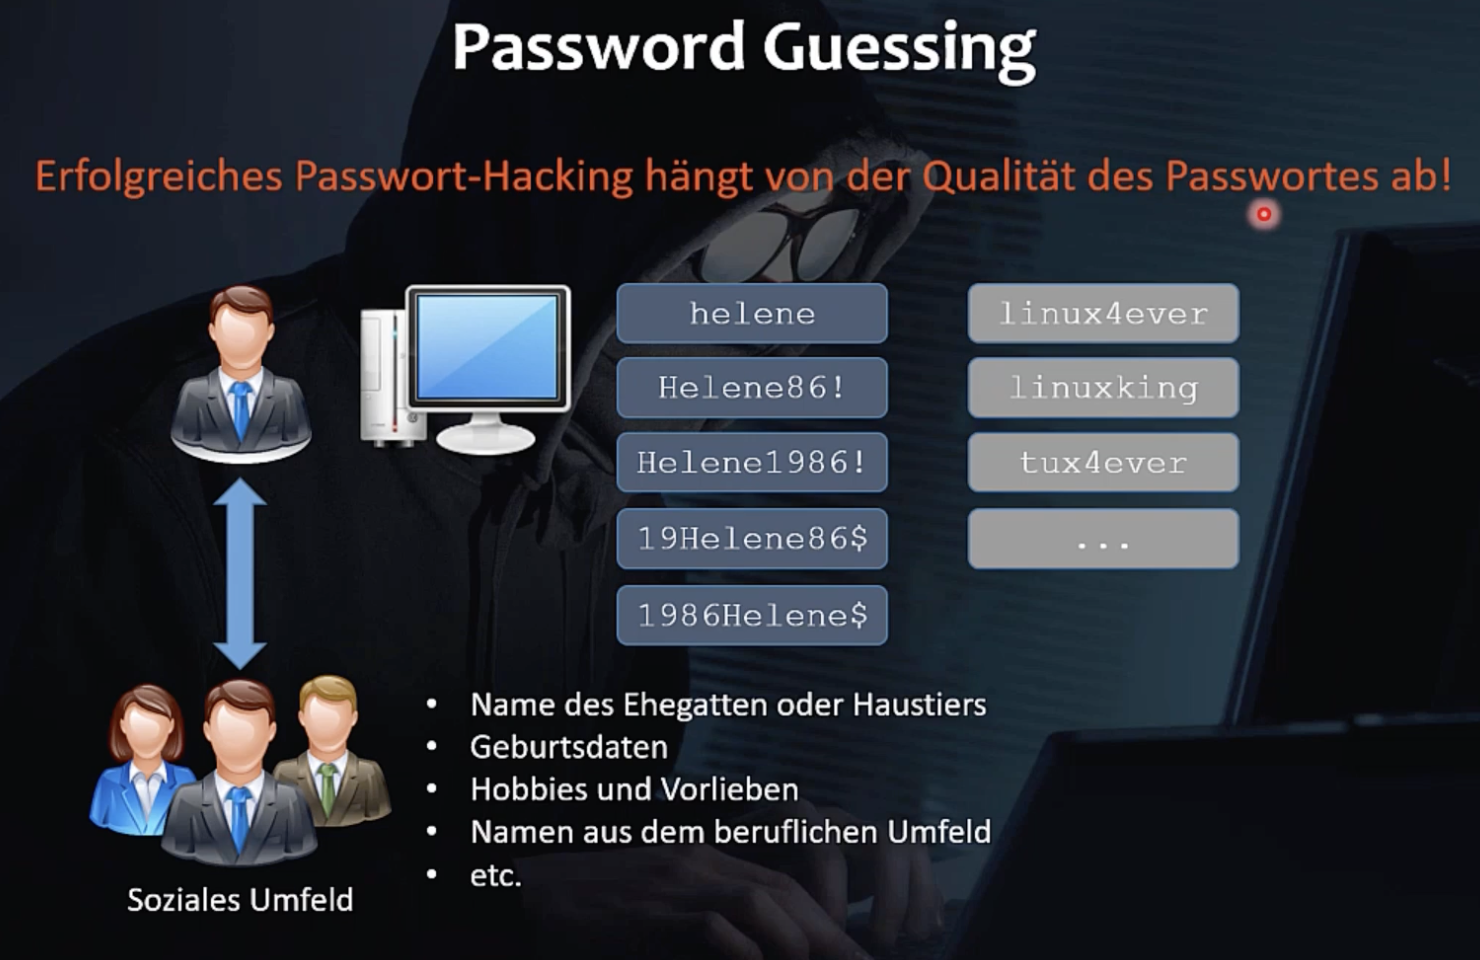 Password Guessing
Erfolgreiches Passwort-Hacking hängt von der Qualität des Passwortes ab!
helene
Helene86!
Helene1986!
19Helene86$
1986Helene$
linux4ever
linuxking
tux4ever
...
• Name des Ehegatten oder Haustiers
• Geburtsdaten
• Hobbies und Vorlieben
• Namen aus dem beruflichen Umfeld
• etc.
Soziales Umfeld